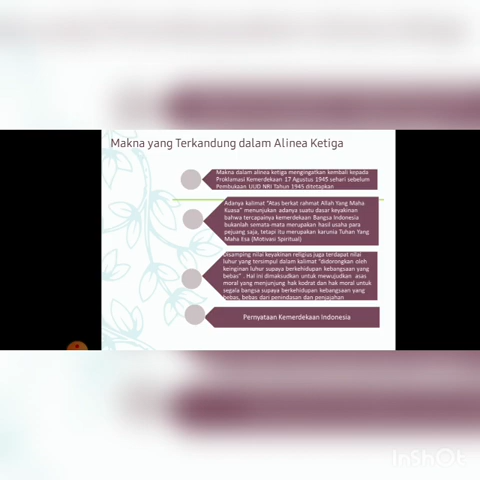 Makna yang Terkandung dalam Alinea Ketiga
Makna dalam alinea ketiga mengingatkan kembali kepada
Proklamasi Kemerdekaan 17 Agustus 1945 sehari sebelum
Pembukaan UUD NRI Tahun 1945 ditetapkan
Adanya kalimat "Atas berkat rahmat Allah Yang Maha
Kuasa" menunjukan adanya suatu dasar keyakinan
bahwa tercapainya kemerdekaan Bangsa Indonesia
bukanlah semata-mata merupakan hasil usaha para
pejuang saja, tetapi itu merupakan karunia Tuhan Yang
Maha Esa (Motivasi Spiritual)
Disamping nilai keyakinan religius juga terdapat nilai
luhur yang tersimpul dalam kalimat "didorongkan oleh
keinginan luhur supaya berkehidupan kebangsaan yang
bebas" . Hal ini dimaksudkan untuk mewujudkan asas
moral yang menjunjung hak kodrat dan hak moral untuk
segala bangsa supaya berkehidupan kebangsaan yang
bebas, bebas dari penindasan dan penjajahan
Pernyataan Kemerdekaan Indonesia
InShot